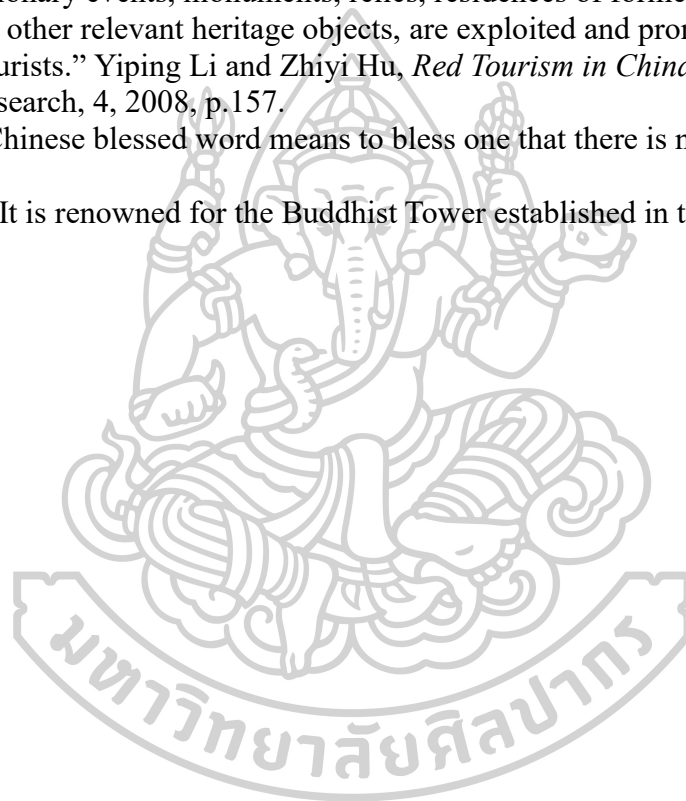 onary events, monuments, relics, residences of forme
other relevant heritage objects, are exploited and pron
urists.” Yiping Li and Zhiyi Hu, Red Tourism in China
search, 4, 2008, p.157.
Chinese blessed word means to bless one that there is n
It is renowned for the Buddhist Tower established in t
มหาวิทยาลัยศิลปากร